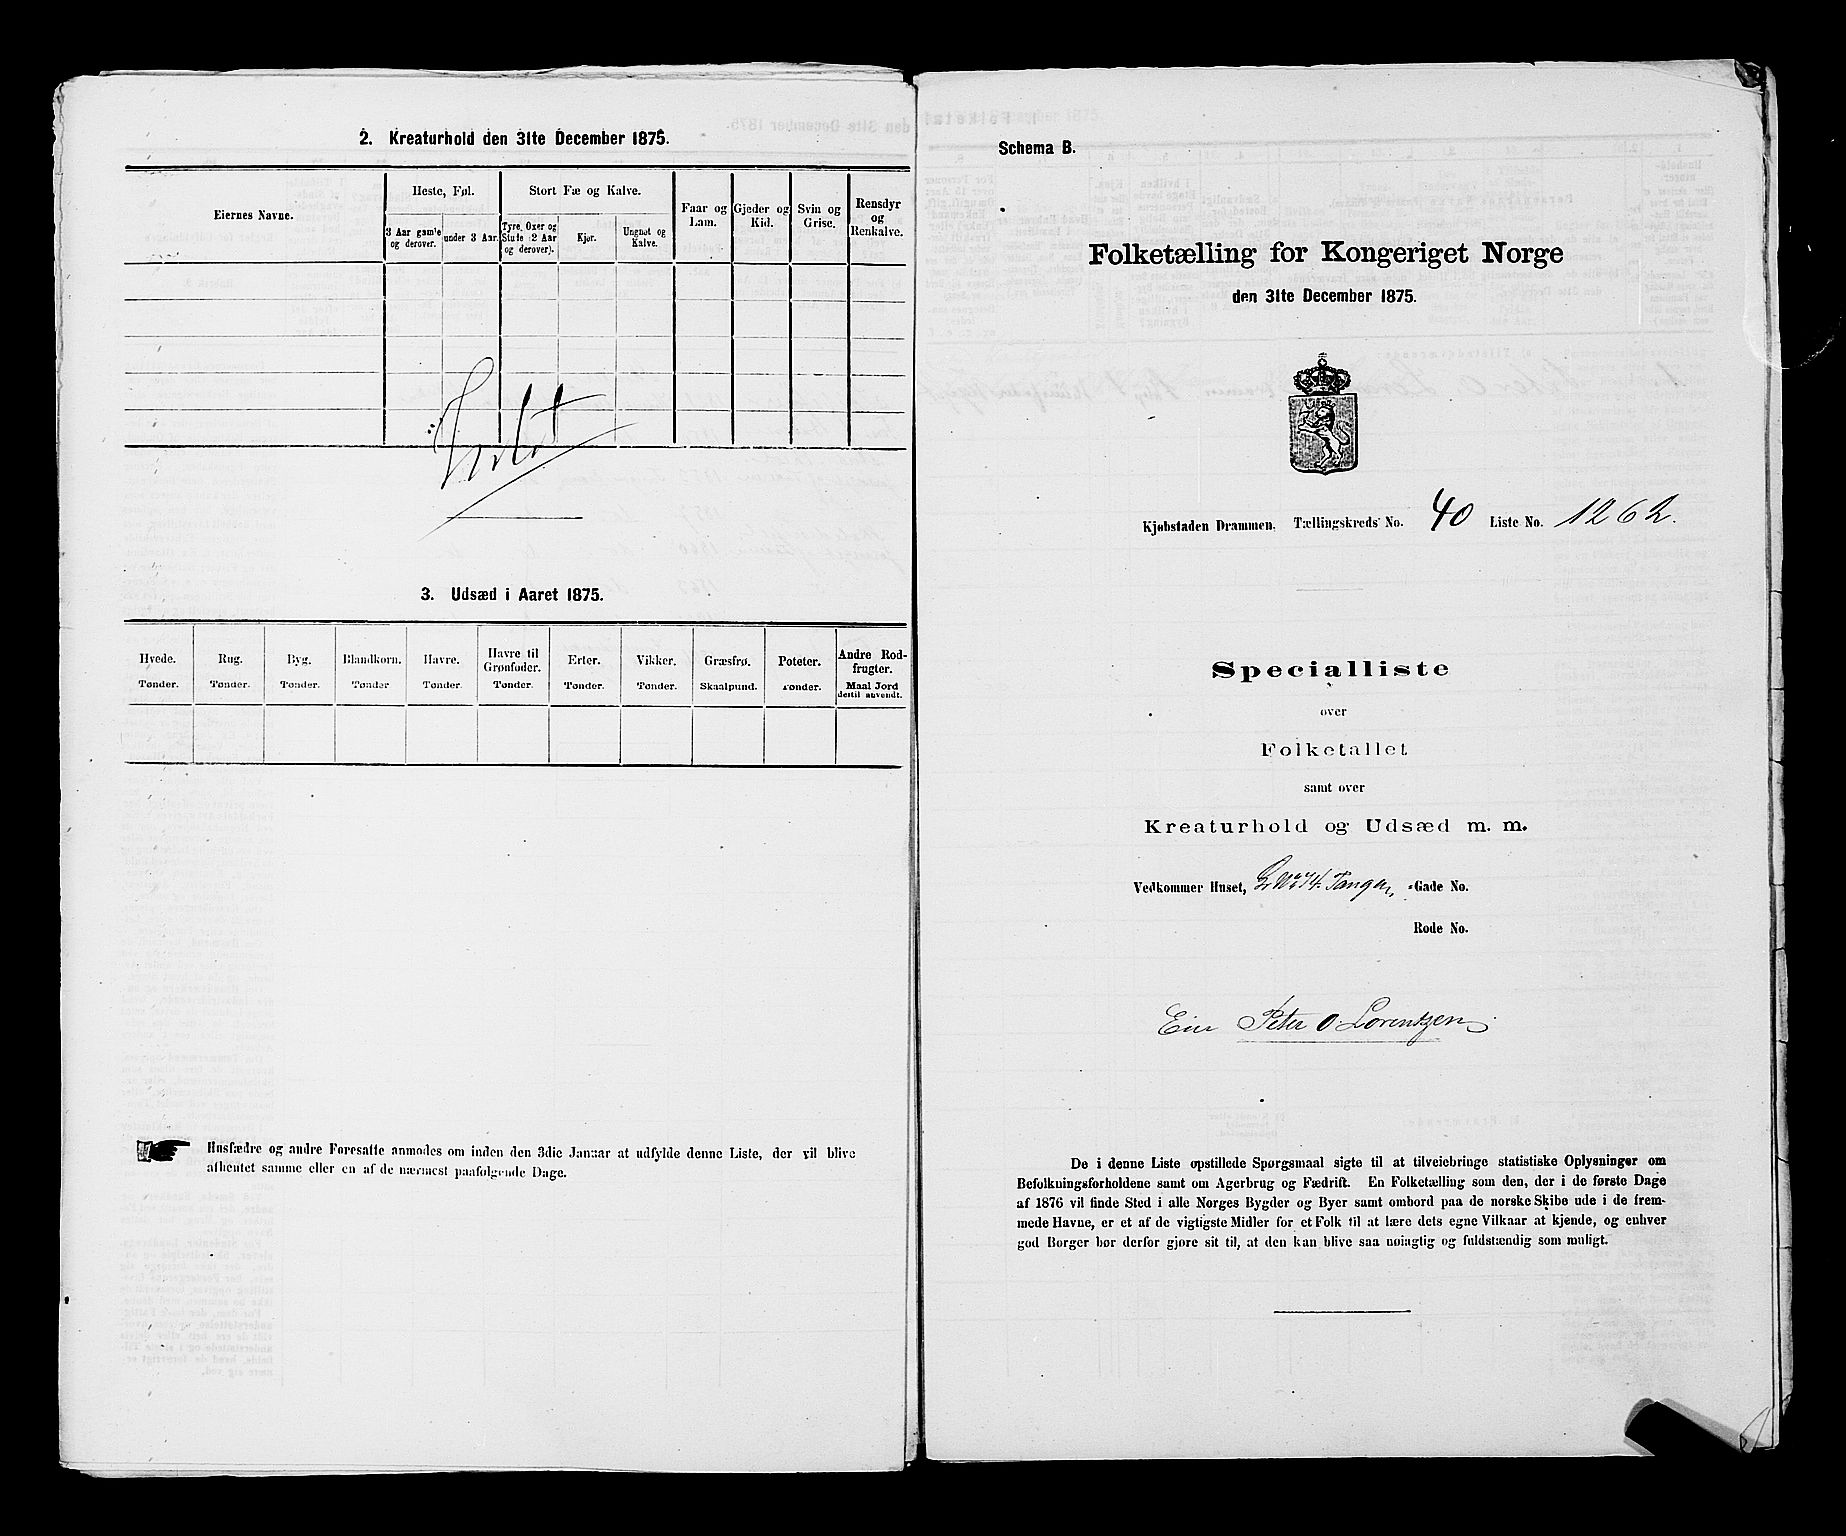 2. Kreaturhold den 31te December 1875.
Eiernes Navne.
Heste, Føl.
Stort Fæ og Kalve.
Faar og Lam.
Gjeder og Kid.
Svin og Grise.
Rensdyr og Renkalve.
3 Aar gamle og derover.
under 3 Aar.
Tyre, Oxer og Stude (2 Aar og derover).
Kjør.
Ungnøt og Kalve.
3. Udsæd i Aaret 1875.
Hvede. Rug. Byg. Blandkorn. Havre. Havre til Grønfoder. Erter. Vikker. Græsfrø. Poteter. Andre Rodfrugter.
Tønder. Tønder. Tønder. Tønder Tønder. Tønder. Tønder. Tønder. Skaalpund. Tønder. Maal Jord dertil anvendt.
Husfædre og andre Foresatte anmodes om inden den 3die Januar at udfylde denne Liste, der vil blive
afhentet samme eller en af de nærmest paafølgende Dage.
Schema B.
Folketælling for Kongeriget Norge
den 31te December 1875.
Kjøbstaden Drammen. Tællingskreds No. 40 Liste No. 1262.
Specialliste
over
Folketallet
samt over
Kreaturhold og Udsæd m. m.
Vedkommer Huset, Tangen, -Gade No.
Rode No.
Eier Peter O. Lorentzen
De i denne Liste opstillede Spørgsmaal sigte til at tilveiebringe statistiske Oplysninger om
Befolkningsforholdene samt om Agerbrug og Fædrift. En Folketælling som den, der i de første Dage
af 1876 vil finde Sted i alle Norges Bygder og Byer samt ombord paa de norske Skibe ude i de frem-
mede Havne, er et af de vigtigste Midler for et Folk til at lære dets egne Vilkaar at kjende, og enhver
god Borger bør derfor gjøre sit til, at den kan blive saa nøiagtig og fuldstændig som muligt.